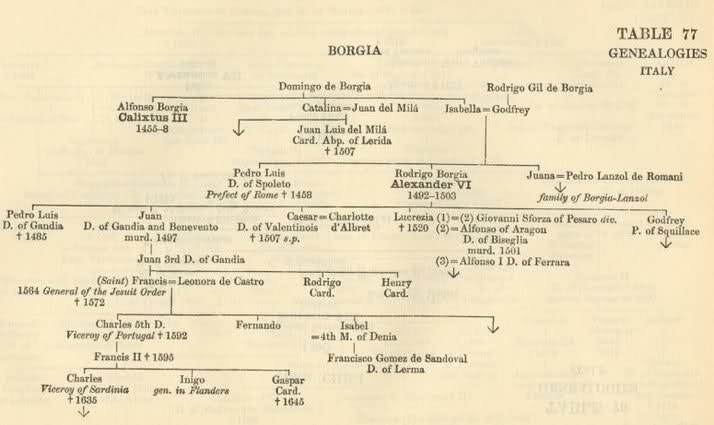 TABLE 77
GENEALOGIES
ITALY
BORGIA
Domingo de Borgia
Rodrigo Gil de Borgia
Alfonso Borgia
Calixtus III
1455–8
Catalina=Juan del Milá
Isabella=Godfrey
Juan Luis del Milá
Card. Abp. of Lerida
† 1507
Pedro Luis
D. of Spoleto
Prefect of Rome † 1458
Rodrigo Borgia
Alexander VI
1492–1503
Juana=Pedro Lanzol de Romani
family of Borgia-Lanzol
Pedro Luis
D. of Gandia
† 1485
Juan
D. of Gandia and Benevento
murd. 1497
Caesar=Charlotte
D. of Valentinois d'Albret
† 1507 s.p.
Lucrezia (1)=(2) Giovanni Sforza of Pesaro div.
† 1520 (2)=Alfonso of Aragon
D. of Biseglia
murd. 1501
(3)=Alfonso I D. of Ferrara
Godfrey
P. of Squillace
Juan 3rd D. of Gandia
(Saint) Francis=Leonora de Castro
1564 General of the Jesuit Order
† 1572
Rodrigo
Card.
Henry
Card.
Charles 5th D.
Viceroy of Portugal † 1592
Fernando
Isabel
=4th M. of Denia
Francis II † 1595
Francisco Gomez de Sandoval
D. of Lerma
Charles
Viceroy of Sardinia
† 1635
Inigo
gen. in Flanders
Gaspar
Card.
† 1645